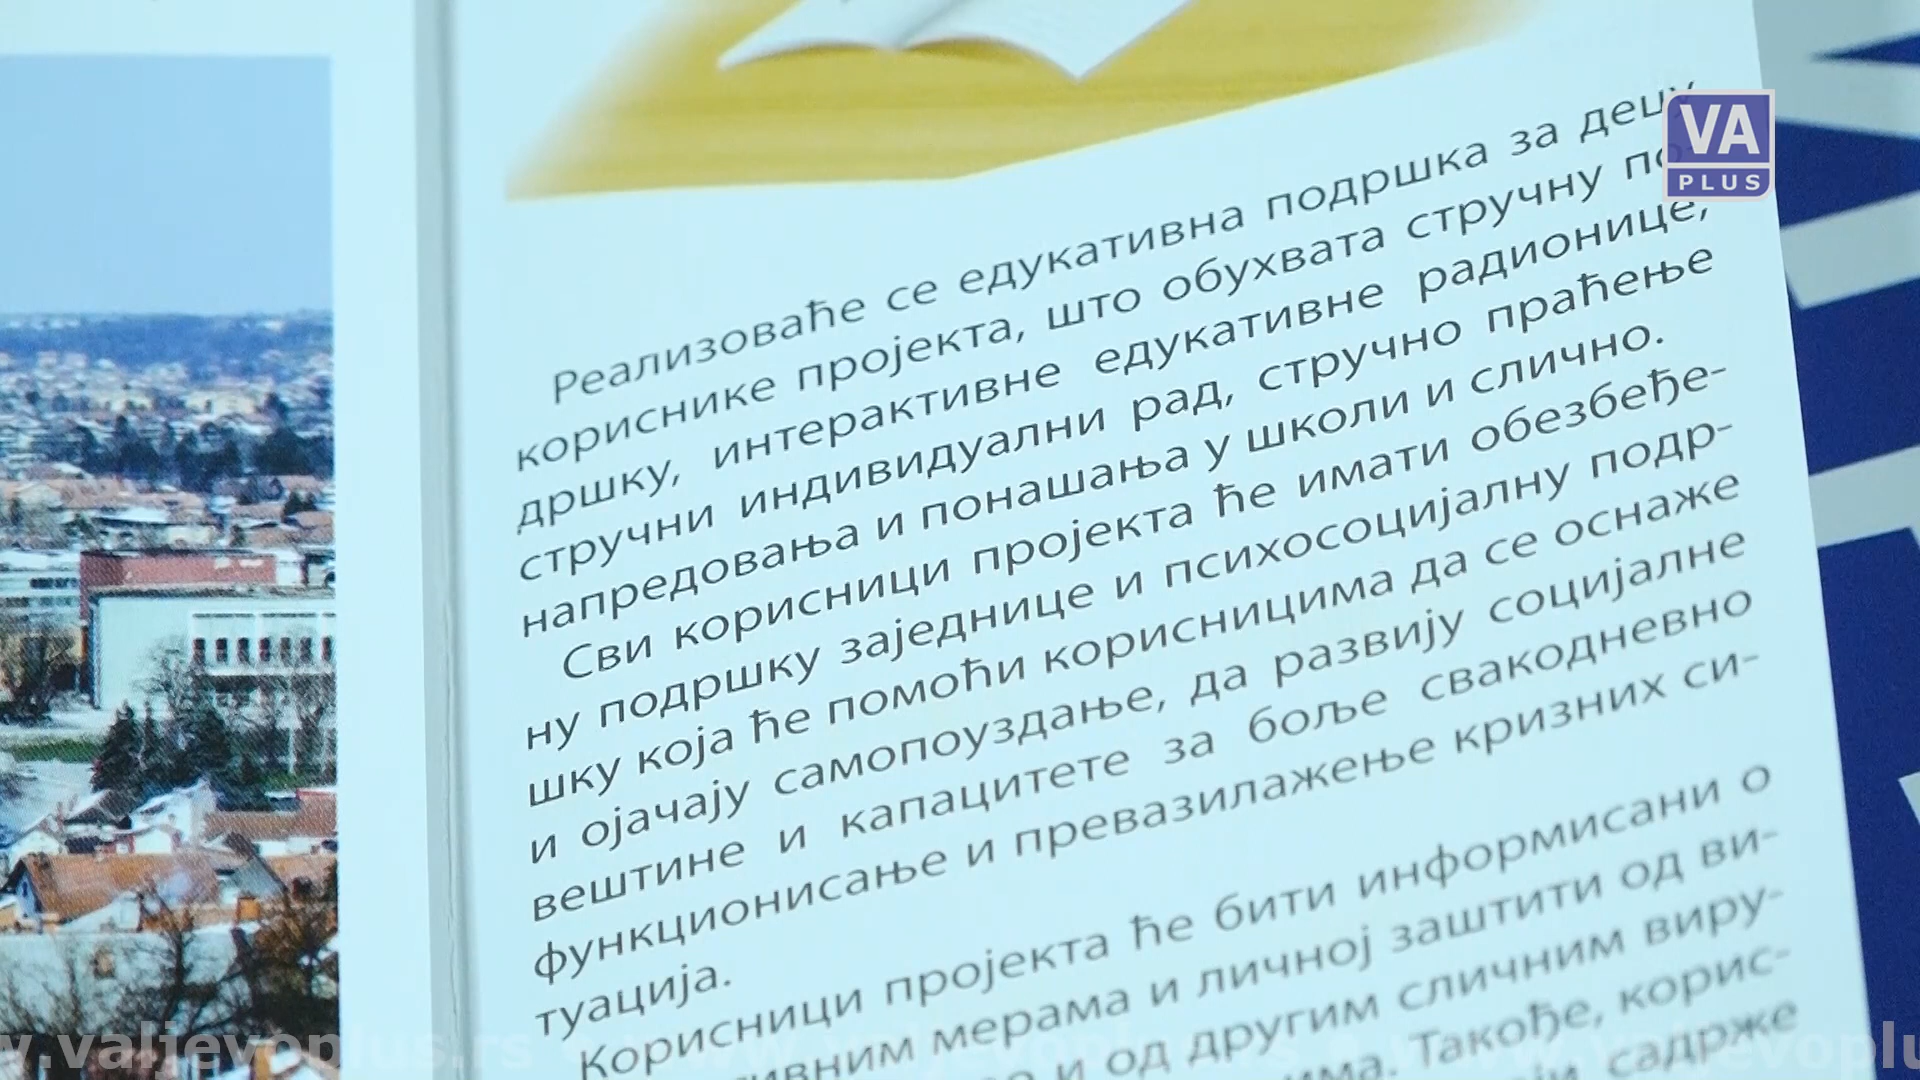 VA
PLUS
Реализоваће се едукативна подршка за децу
кориснике пројекта, што обухвата стручну по-
дршку, интерактивне едукативне радионице,
стручни индивидуални рад, стручно праћење
напредовања и понашања у школи и слично.
Сви корисници пројекта ће имати обезбеђе-
ну подршку заједнице и психосоцијалну подр-
шку која ће помоћи корисницима да се оснаже
и ојачају самопоуздање, да развију социјалне
вештине и капацитете за боље свакодневно
функционисање и превазилажење кризних си-
туација.
Корисници пројекта ће бити информисани о
мерама и личној заштити од ви-
и од другим сличним виру-
Такође, корис-
садрже
www.valjevoplus.rs